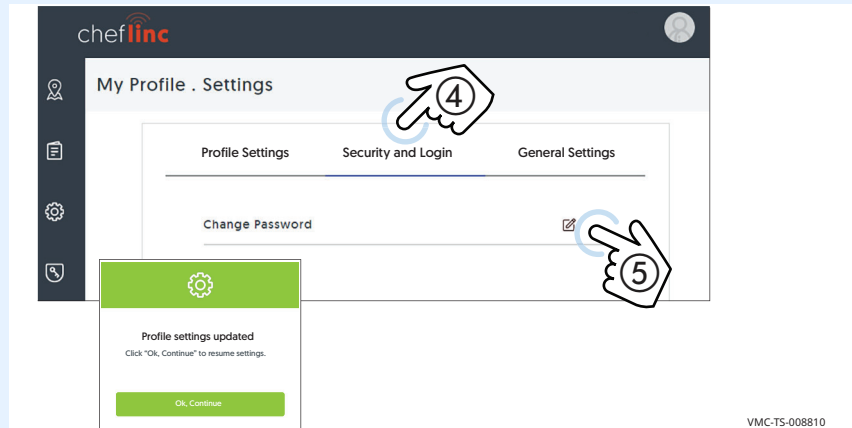 cheflinc
My Profile . Settings
4
Profile Settings Security and Login General Settings
Change Password
5
Profile settings updated
Click "Ok, Continue" to resume settings.
Ok, Continue
VMC-TS-008810